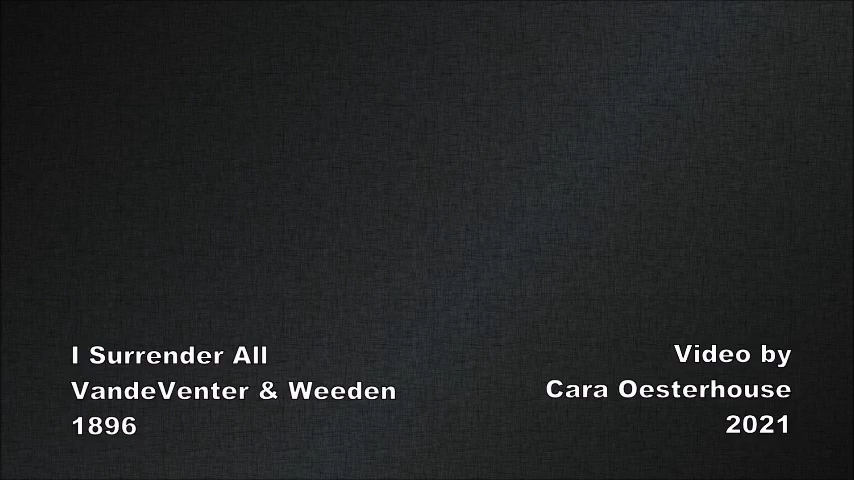 I Surrender All
VandeVenter & Weeden
1896
Video by
Cara Oesterhouse
2021